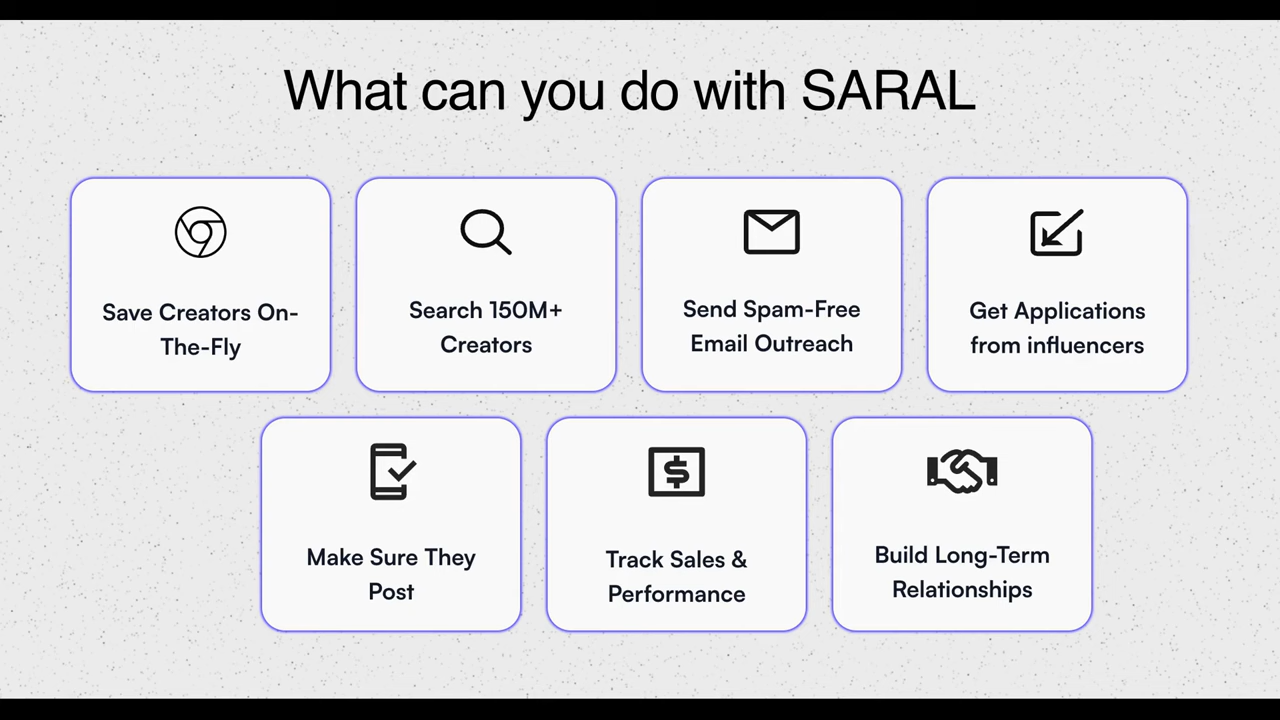 What can you do with SARAL
Save Creators On-
The-Fly
Search 150M+
Creators
Send Spam-Free
Email Outreach
Get Applications
from influencers
Make Sure They
Post
Track Sales &
Performance
Build Long-Term
Relationships